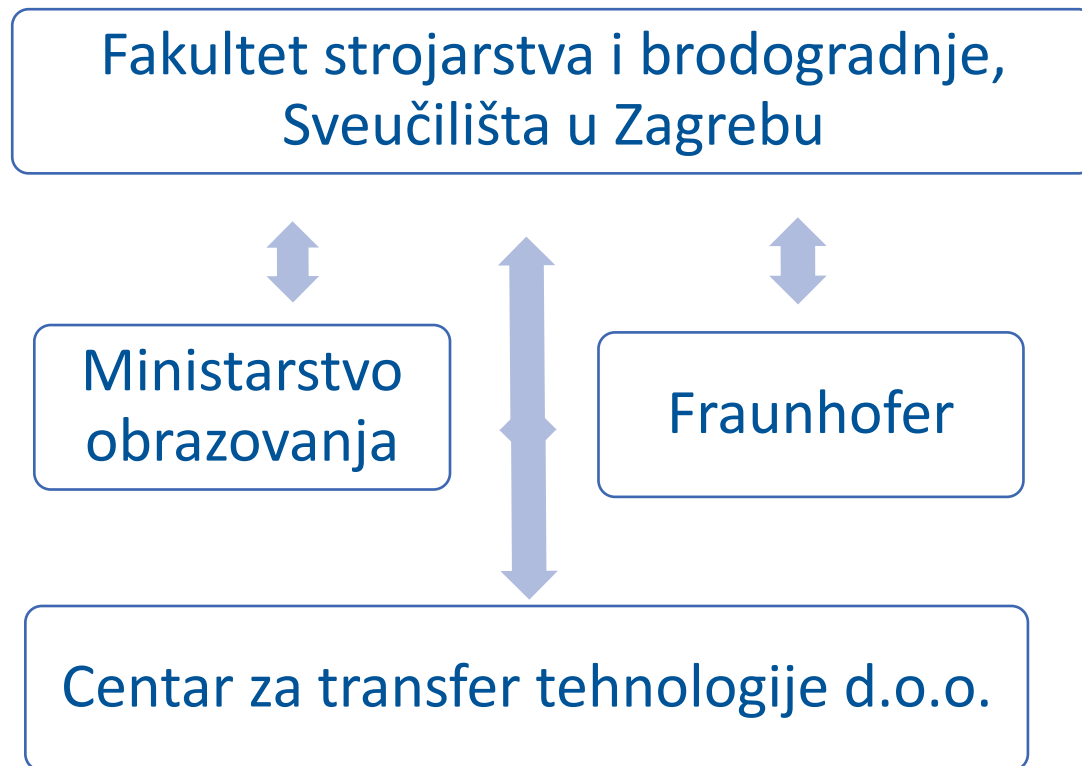 Fakultet strojarstva i brodogradnje,
Sveučilišta u Zagrebu
Ministarstvo
obrazovanja
Fraunhofer
Centar za transfer tehnologije d.o.o.